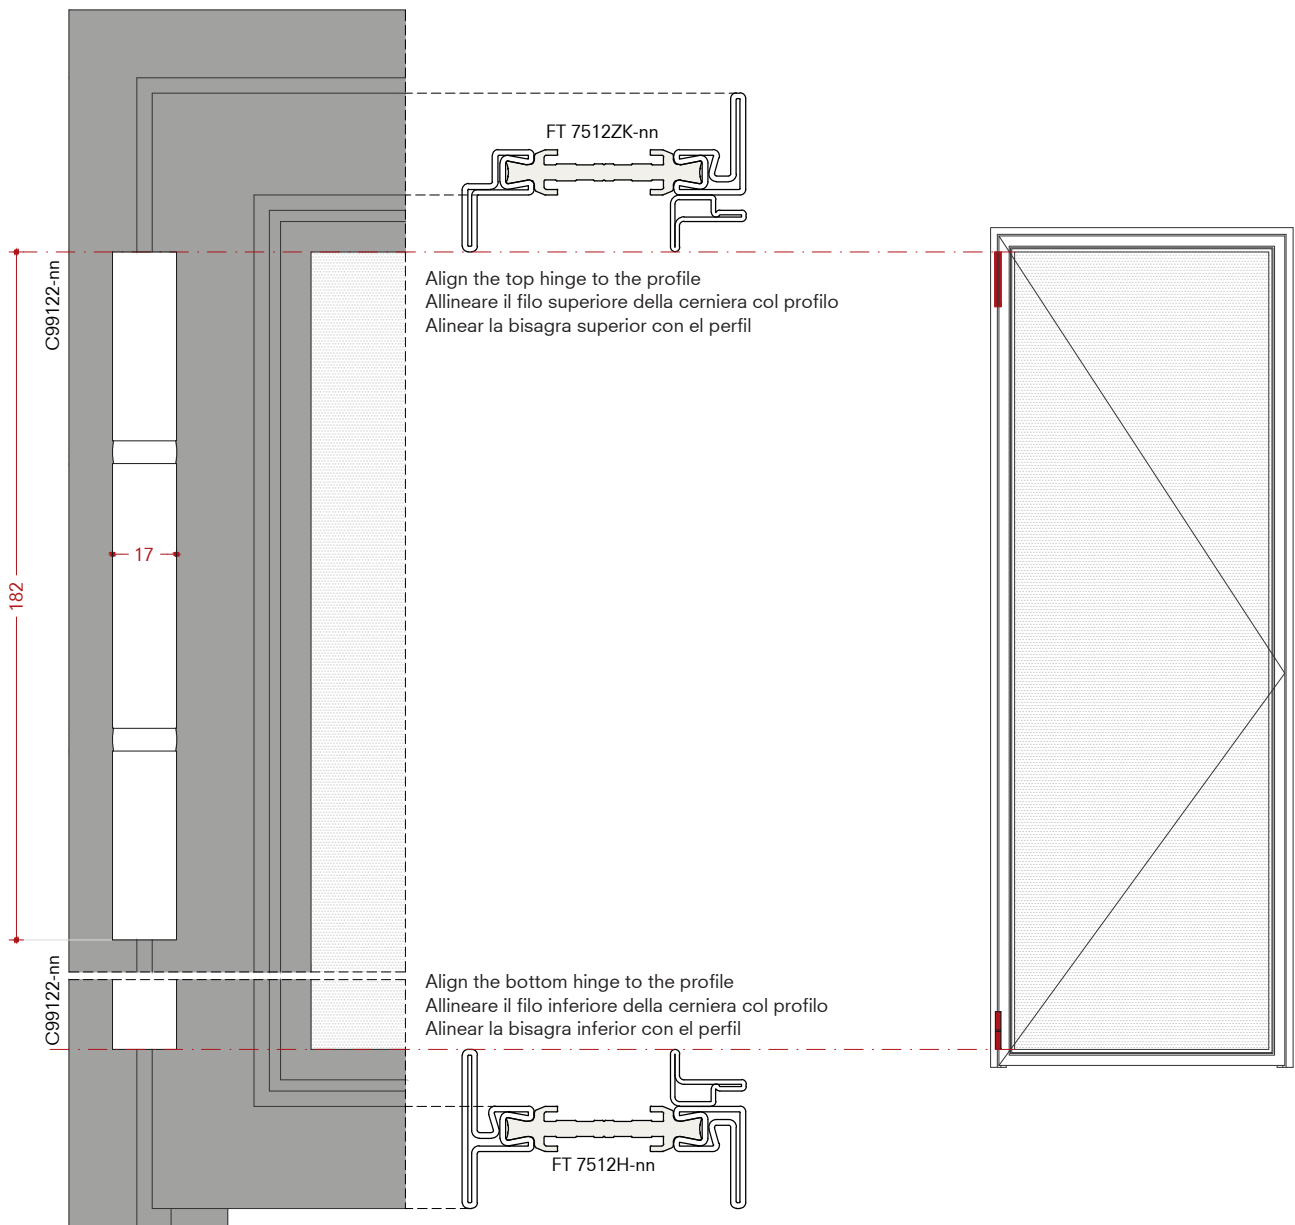 FT 7512ZK-nn
C99122-nn
Align the top hinge to the profile
Allineare il filo superiore della cerniera col profilo
Alinear la bisagra superior con el perfil
17
182
C99122-nn
Align the bottom hinge to the profile
Allineare il filo inferiore della cerniera col profilo
Alinear la bisagra inferior con el perfil
FT 7512H-nn